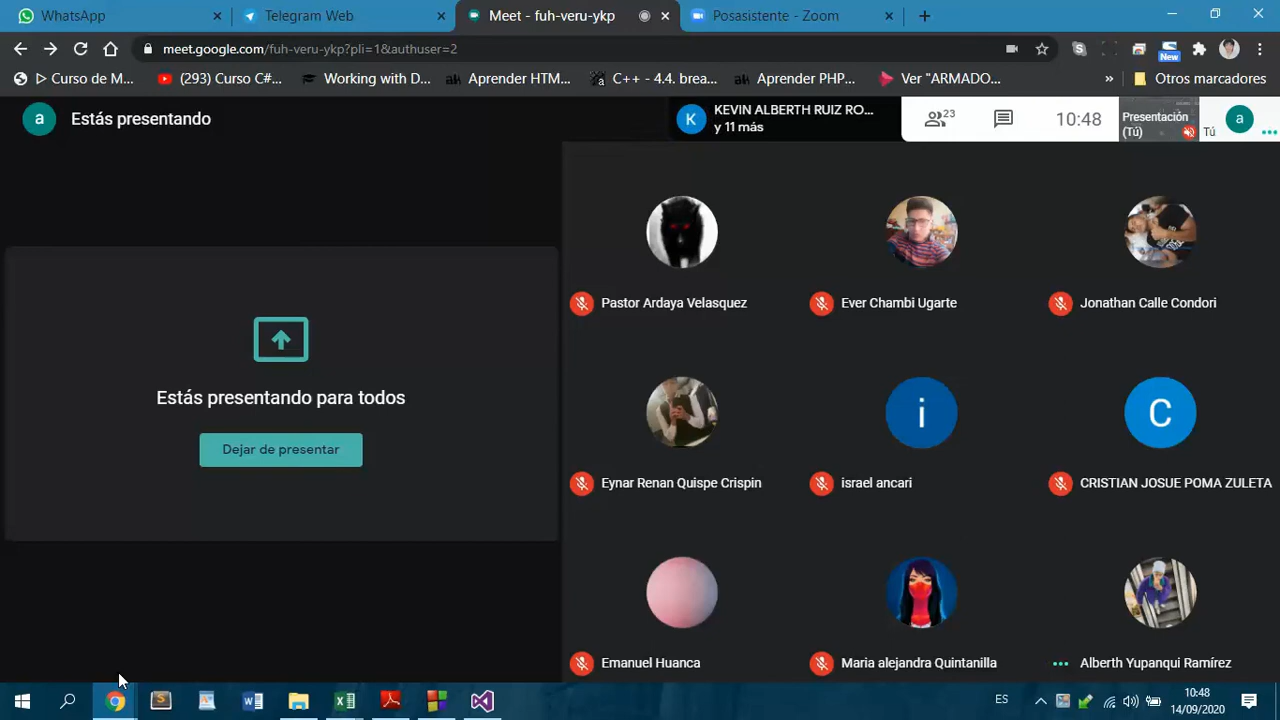 WhatsApp
Telegram Web
Meet - fuh-veru-ykp
Posasistente - Zoom
meet.google.com/fuh-veru-ykp?pli=1&authuser=2
New
▷ Curso de M...
(293) Curso C#...
Working with D...
Aprender HTM...
C++ - 4.4. brea...
Aprender PHP...
Ver "ARMADO...
»
Otros marcadores
a
Estás presentando
K
KEVIN ALBERTH RUIZ RO...
y 11 más
23
10:48
Presentación
(Tú)
Tú
a
Estás presentando para todos
Dejar de presentar
Pastor Ardaya Velasquez
Ever Chambi Ugarte
Jonathan Calle Condori
i
C
Eynar Renan Quispe Crispin
israel ancari
CRISTIAN JOSUE POMA ZULETA
Emanuel Huanca
Maria alejandra Quintanilla
Alberth Yupanqui Ramírez
ES
10:48
14/09/2020